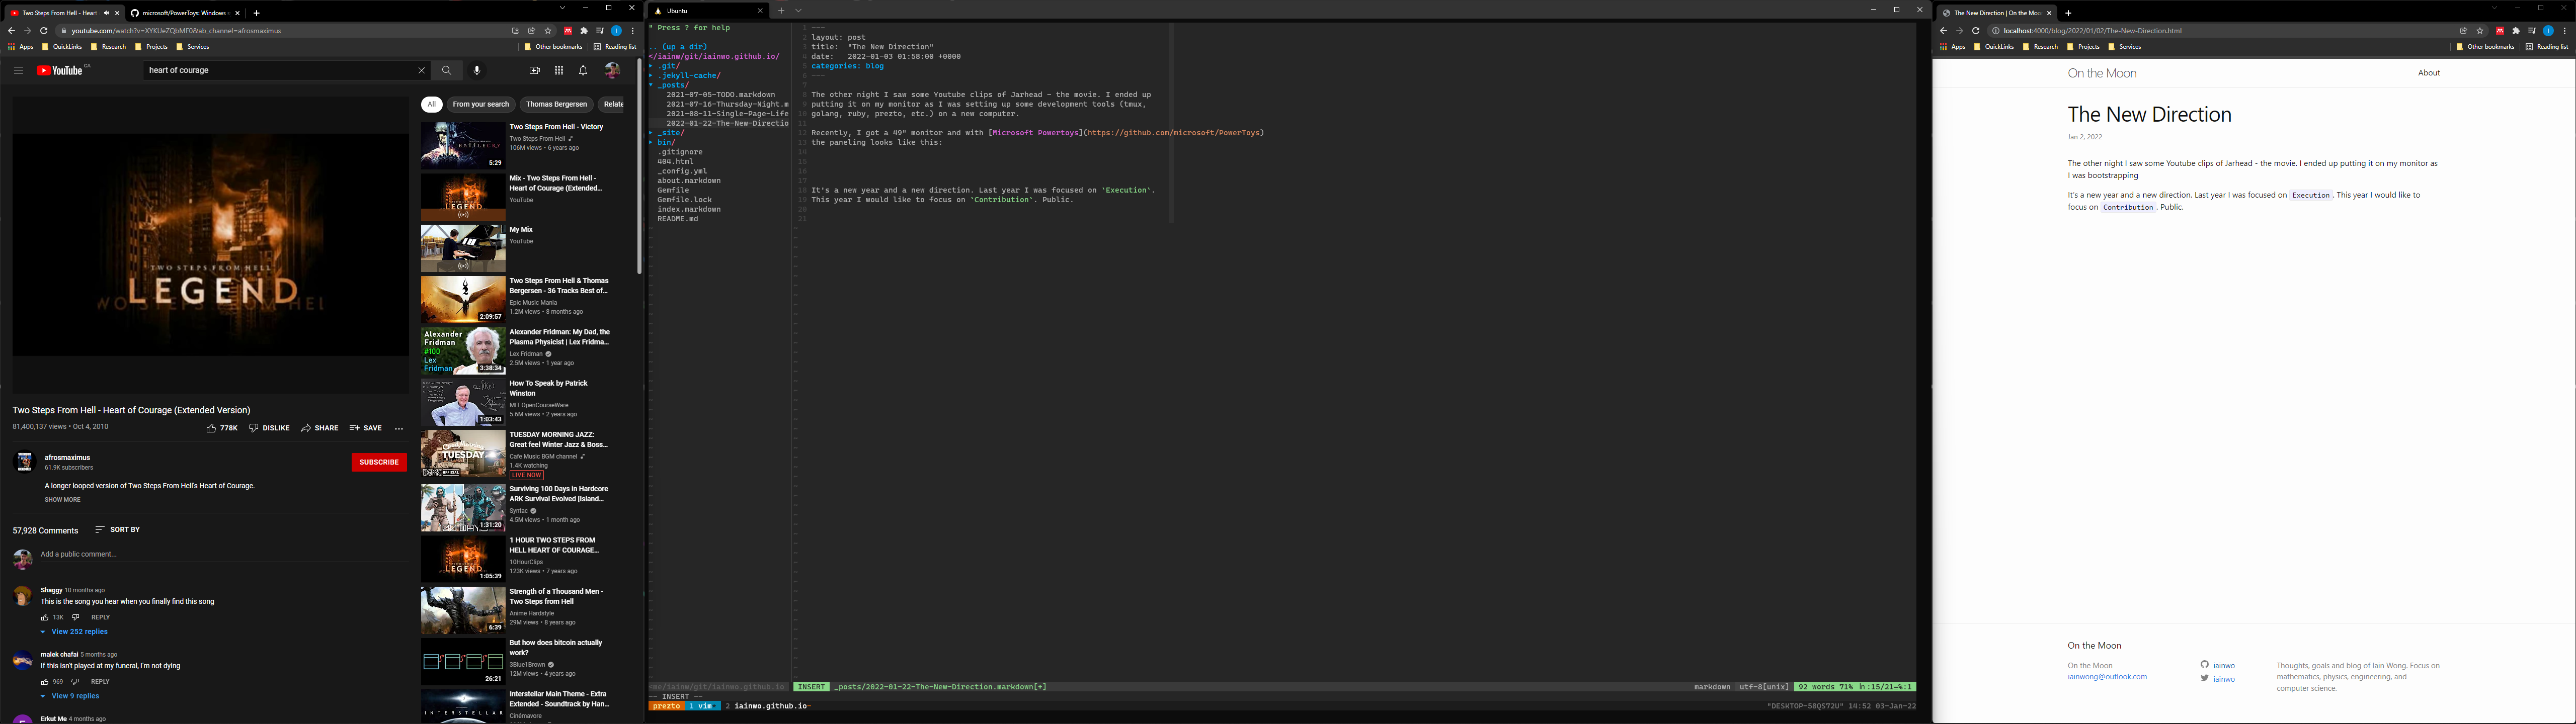 Two Steps From Hell - Heart
microsoft/PowerToys: Windows
youtube.com/watch?v=XYKUeZQbMF0&ab_channel=afrosmaximus
Apps QuickLinks Research Projects Services Other bookmarks Reading list
YouTube CA
heart of courage
All From your search Thomas Bergersen Relate
TWO STEPS FROM HELL
LEGEND
Two Steps From Hell - Heart of Courage (Extended Version)
81,400,137 views • Oct 4, 2010
778K DISLIKE SHARE SAVE
afrosmaximus
61.9K subscribers
SUBSCRIBE
A longer looped version of Two Steps From Hell's Heart of Courage.
SHOW MORE
57,928 Comments SORT BY
Add a public comment...
Shaggy 10 months ago
This is the song you hear when you finally find this song
13K REPLY
View 252 replies
malek chafai 5 months ago
If this isn't played at my funeral, I'm not dying
969 REPLY
View 9 replies
Erkut Me 4 months ago
BATTLECRY
5:29
Two Steps From Hell - Victory
Two Steps From Hell
106M views • 6 years ago
LEGEND
Mix - Two Steps From Hell -
Heart of Courage (Extended...
YouTube
My Mix
YouTube
2:09:57
Two Steps From Hell & Thomas
Bergersen - 36 Tracks Best of...
Epic Music Mania
1.2M views • 8 months ago
Alexander
Fridman
#100
Lex
Fridman
3:38:34
Alexander Fridman: My Dad, the
Plasma Physicist | Lex Fridma...
Lex Fridman
2.5M views • 1 year ago
1:03:43
How To Speak by Patrick
Winston
MIT OpenCourseWare
5.6M views • 2 years ago
TUESDAY
TUESDAY MORNING JAZZ:
Great feel Winter Jazz & Boss...
Cafe Music BGM channel
1.4K watching
LIVE NOW
1:31:20
Surviving 100 Days in Hardcore
ARK Survival Evolved [Island...
Syntac
4.5M views • 1 month ago
LEGEND
1:05:39
1 HOUR TWO STEPS FROM
HELL HEART OF COURAGE...
10HourClips
123K views • 7 years ago
6:39
Strength of a Thousand Men -
Two Steps from Hell
Anime Hardstyle
29M views • 8 years ago
26:21
But how does bitcoin actually
work?
3Blue1Brown
12M views • 4 years ago
INTERSTELLAR
Interstellar Main Theme - Extra
Extended - Soundtrack by Han...
Cinémavore
Ubuntu
" Press ? for help
.. (up a dir)
</iainw/git/iainwo.github.io/
▸ .git/
▸ .jekyll-cache/
▾ _posts/
2021-07-05-TODO.markdown
2021-07-16-Thursday-Night.m
2021-08-11-Single-Page-Life
2022-01-22-The-New-Directio
▸ _site/
▸ bin/
.gitignore
404.html
_config.yml
about.markdown
Gemfile
Gemfile.lock
index.markdown
README.md
1 ---
2 layout: post
3 title: "The New Direction"
4 date: 2022-01-03 01:58:00 +0000
5 categories: blog
6 ---
7
8 The other night I saw some Youtube clips of Jarhead - the movie. I ended up
9 putting it on my monitor as I was setting up some development tools (tmux,
10 golang, ruby, prezto, etc.) on a new computer.
11
12 Recently, I got a 49" monitor and with [Microsoft Powertoys](https://github.com/microsoft/PowerToys)
13 the paneling looks like this:
14
15
16
17
18 It's a new year and a new direction. Last year I was focused on `Execution`.
19 This year I would like to focus on `Contribution`. Public.
20
21
<me/iainw/git/iainwo.github.io INSERT _posts/2022-01-22-The-New-Direction.markdown[+] markdown utf-8[unix] 92 words 71% ln:15/21≡%:1
-- INSERT --
prezto 1 vim 2 iainwo.github.io- "DESKTOP-58QS72U" 14:52 03-Jan-22
The New Direction | On the Moo
localhost:4000/blog/2022/01/02/The-New-Direction.html
Apps QuickLinks Research Projects Services Other bookmarks Reading list
On the Moon About
The New Direction
Jan 2, 2022
The other night I saw some Youtube clips of Jarhead - the movie. I ended up putting it on my monitor as
I was bootstrapping
It's a new year and a new direction. Last year I was focused on Execution. This year I would like to
focus on Contribution. Public.
On the Moon
On the Moon
iainwong@outlook.com
iainwo
iainwo
Thoughts, goals and blog of Iain Wong. Focus on
mathematics, physics, engineering, and
computer science.